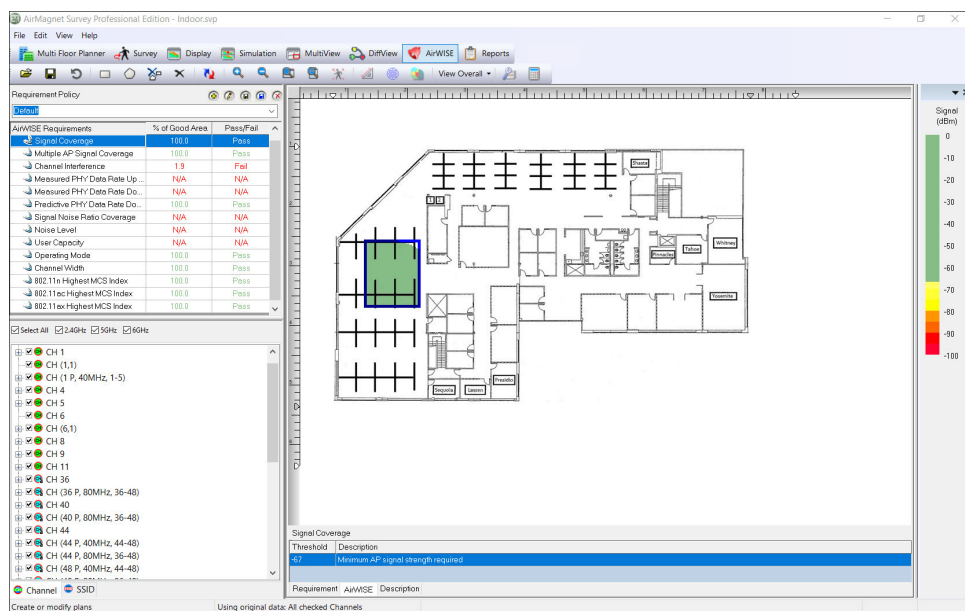 AirMagnet Survey Professional Edition - Indoor.svp
File Edit View Help
Multi Floor Planner Survey Display Simulation MultiView DiffView AirWISE Reports
View Overall
Requirement Policy
Default
AirWISE Requirements % of Good Area Pass/Fail
Signal Coverage 100.0 Pass
Multiple AP Signal Coverage 100.0 Pass
Channel Interference 1.9 Fail
Measured PHY Data Rate Up ... N/A N/A
Measured PHY Data Rate Do... N/A N/A
Predictive PHY Data Rate Do... 100.0 Pass
Signal Noise Ratio Coverage N/A N/A
Noise Level N/A N/A
User Capacity N/A N/A
Operating Mode 100.0 Pass
Channel Width 100.0 Pass
802.11n Highest MCS Index 100.0 Pass
802.11ac Highest MCS Index 100.0 Pass
802.11ax Highest MCS Index 100.0 Pass
Select All 2.4GHz 5GHz 6GHz
CH 1
CH (1,1)
CH (1 P, 40MHz, 1-5)
CH 4
CH 5
CH 6
CH (6,1)
CH 8
CH 9
CH 11
CH 36
CH (36 P, 80MHz, 36-48)
CH 40
CH (40 P, 80MHz, 36-48)
CH 44
CH (44 P, 40MHz, 44-48)
CH (44 P, 80MHz, 36-48)
CH (48 P, 40MHz, 44-48)
Channel SSID
Shasta
Whitney
Tahoe
Pinnacles
Yosemite
Presidio
Sequoia
Lassen
Signal
(dBm)
0
-10
-20
-30
-40
-50
-60
-70
-80
-90
-100
Signal Coverage
Threshold Description
-67 Minimum AP signal strength required
Requirement AirWISE Description
Create or modify plans
Using original data: All checked Channels